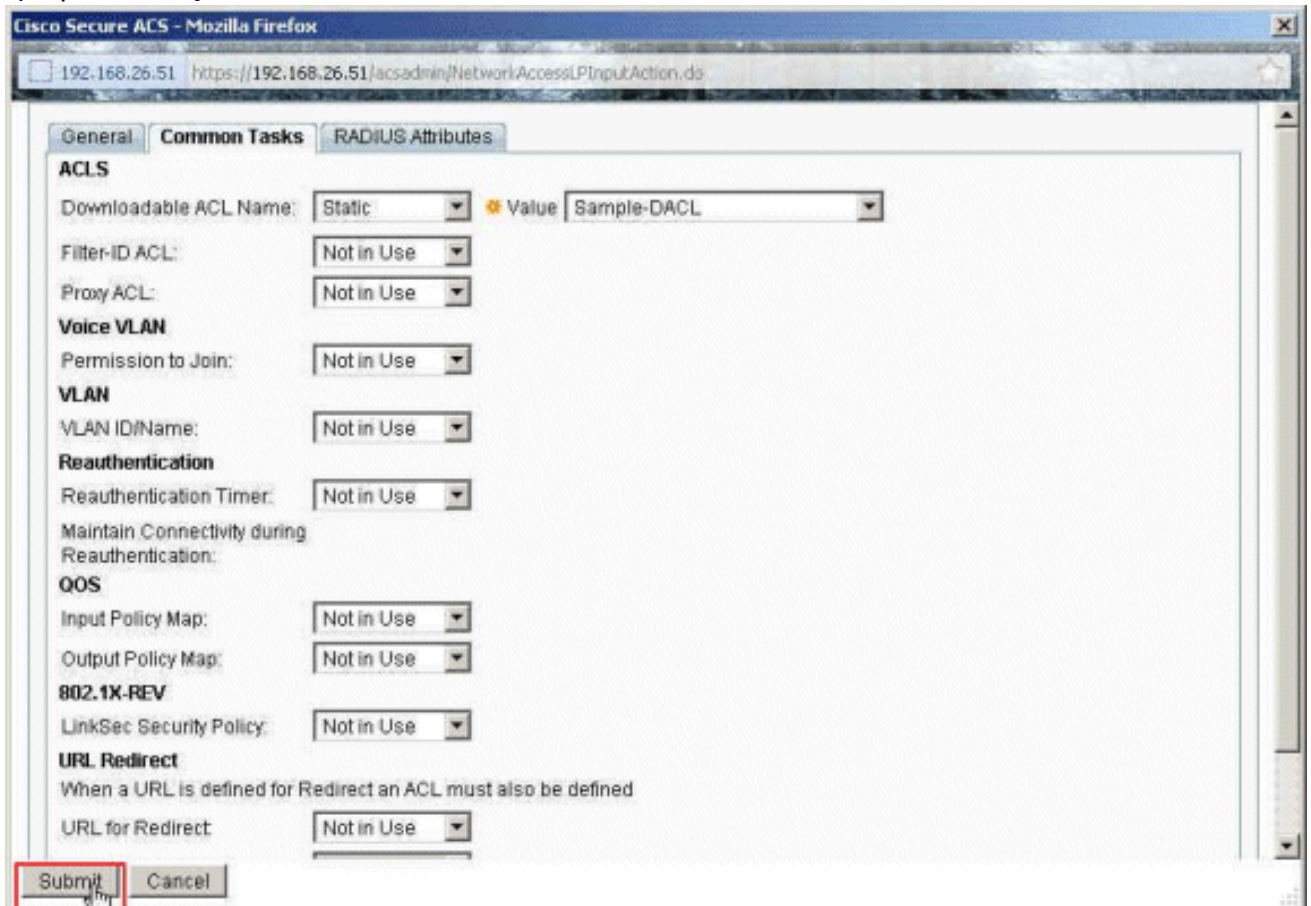 Cisco Secure ACS - Mozilla Firefox
192.168.26.51 https://192.168.26.51/acsadmin/NetworkAccessLPInputAction.do
General Common Tasks RADIUS Attributes
ACLS
Downloadable ACL Name: Static Value Sample-DACL
Filter-ID ACL: Not in Use
Proxy ACL: Not in Use
Voice VLAN
Permission to Join: Not in Use
VLAN
VLAN ID/Name: Not in Use
Reauthentication
Reauthentication Timer: Not in Use
Maintain Connectivity during
Reauthentication:
QOS
Input Policy Map: Not in Use
Output Policy Map: Not in Use
802.1X-REV
LinkSec Security Policy: Not in Use
URL Redirect
When a URL is defined for Redirect an ACL must also be defined
URL for Redirect Not in Use
Submit Cancel